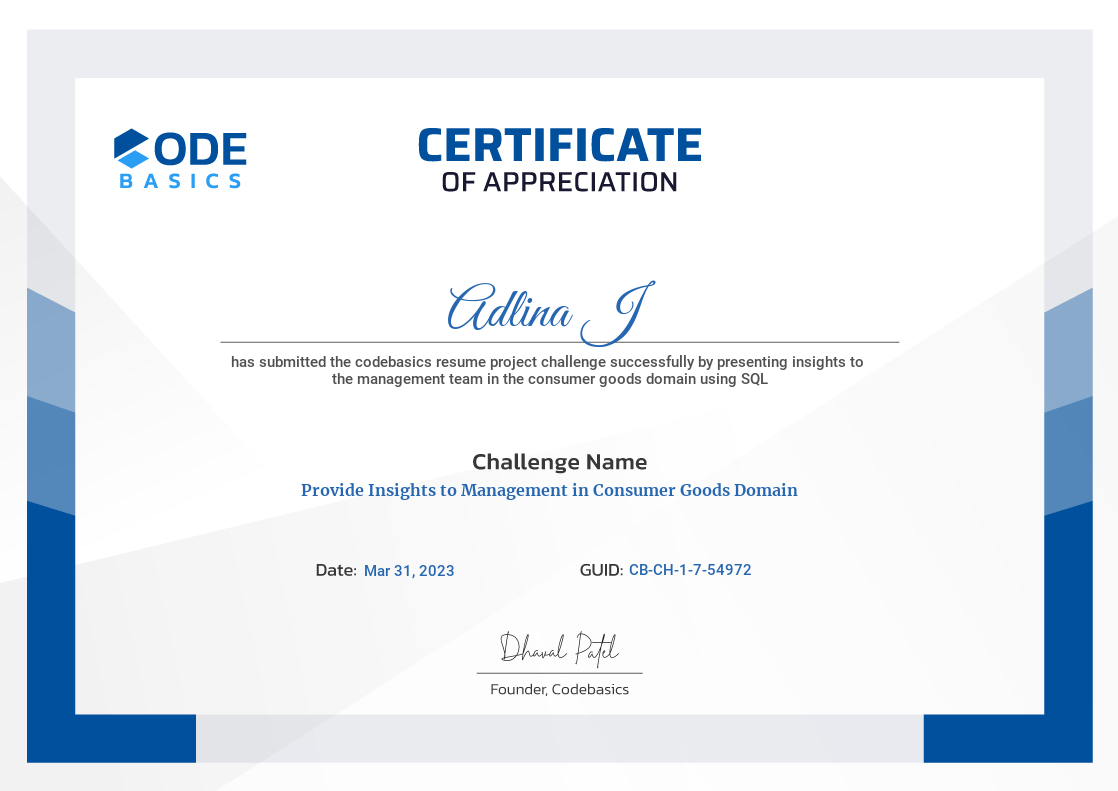 CODE
BASICS
CERTIFICATE
OF APPRECIATION
Adlina J
has submitted the codebasics resume project challenge successfully by presenting insights to
the management team in the consumer goods domain using SQL
Challenge Name
Provide Insights to Management in Consumer Goods Domain
Date: Mar 31, 2023 GUID: CB-CH-1-7-54972
Dhaval Patel
Founder, Codebasics